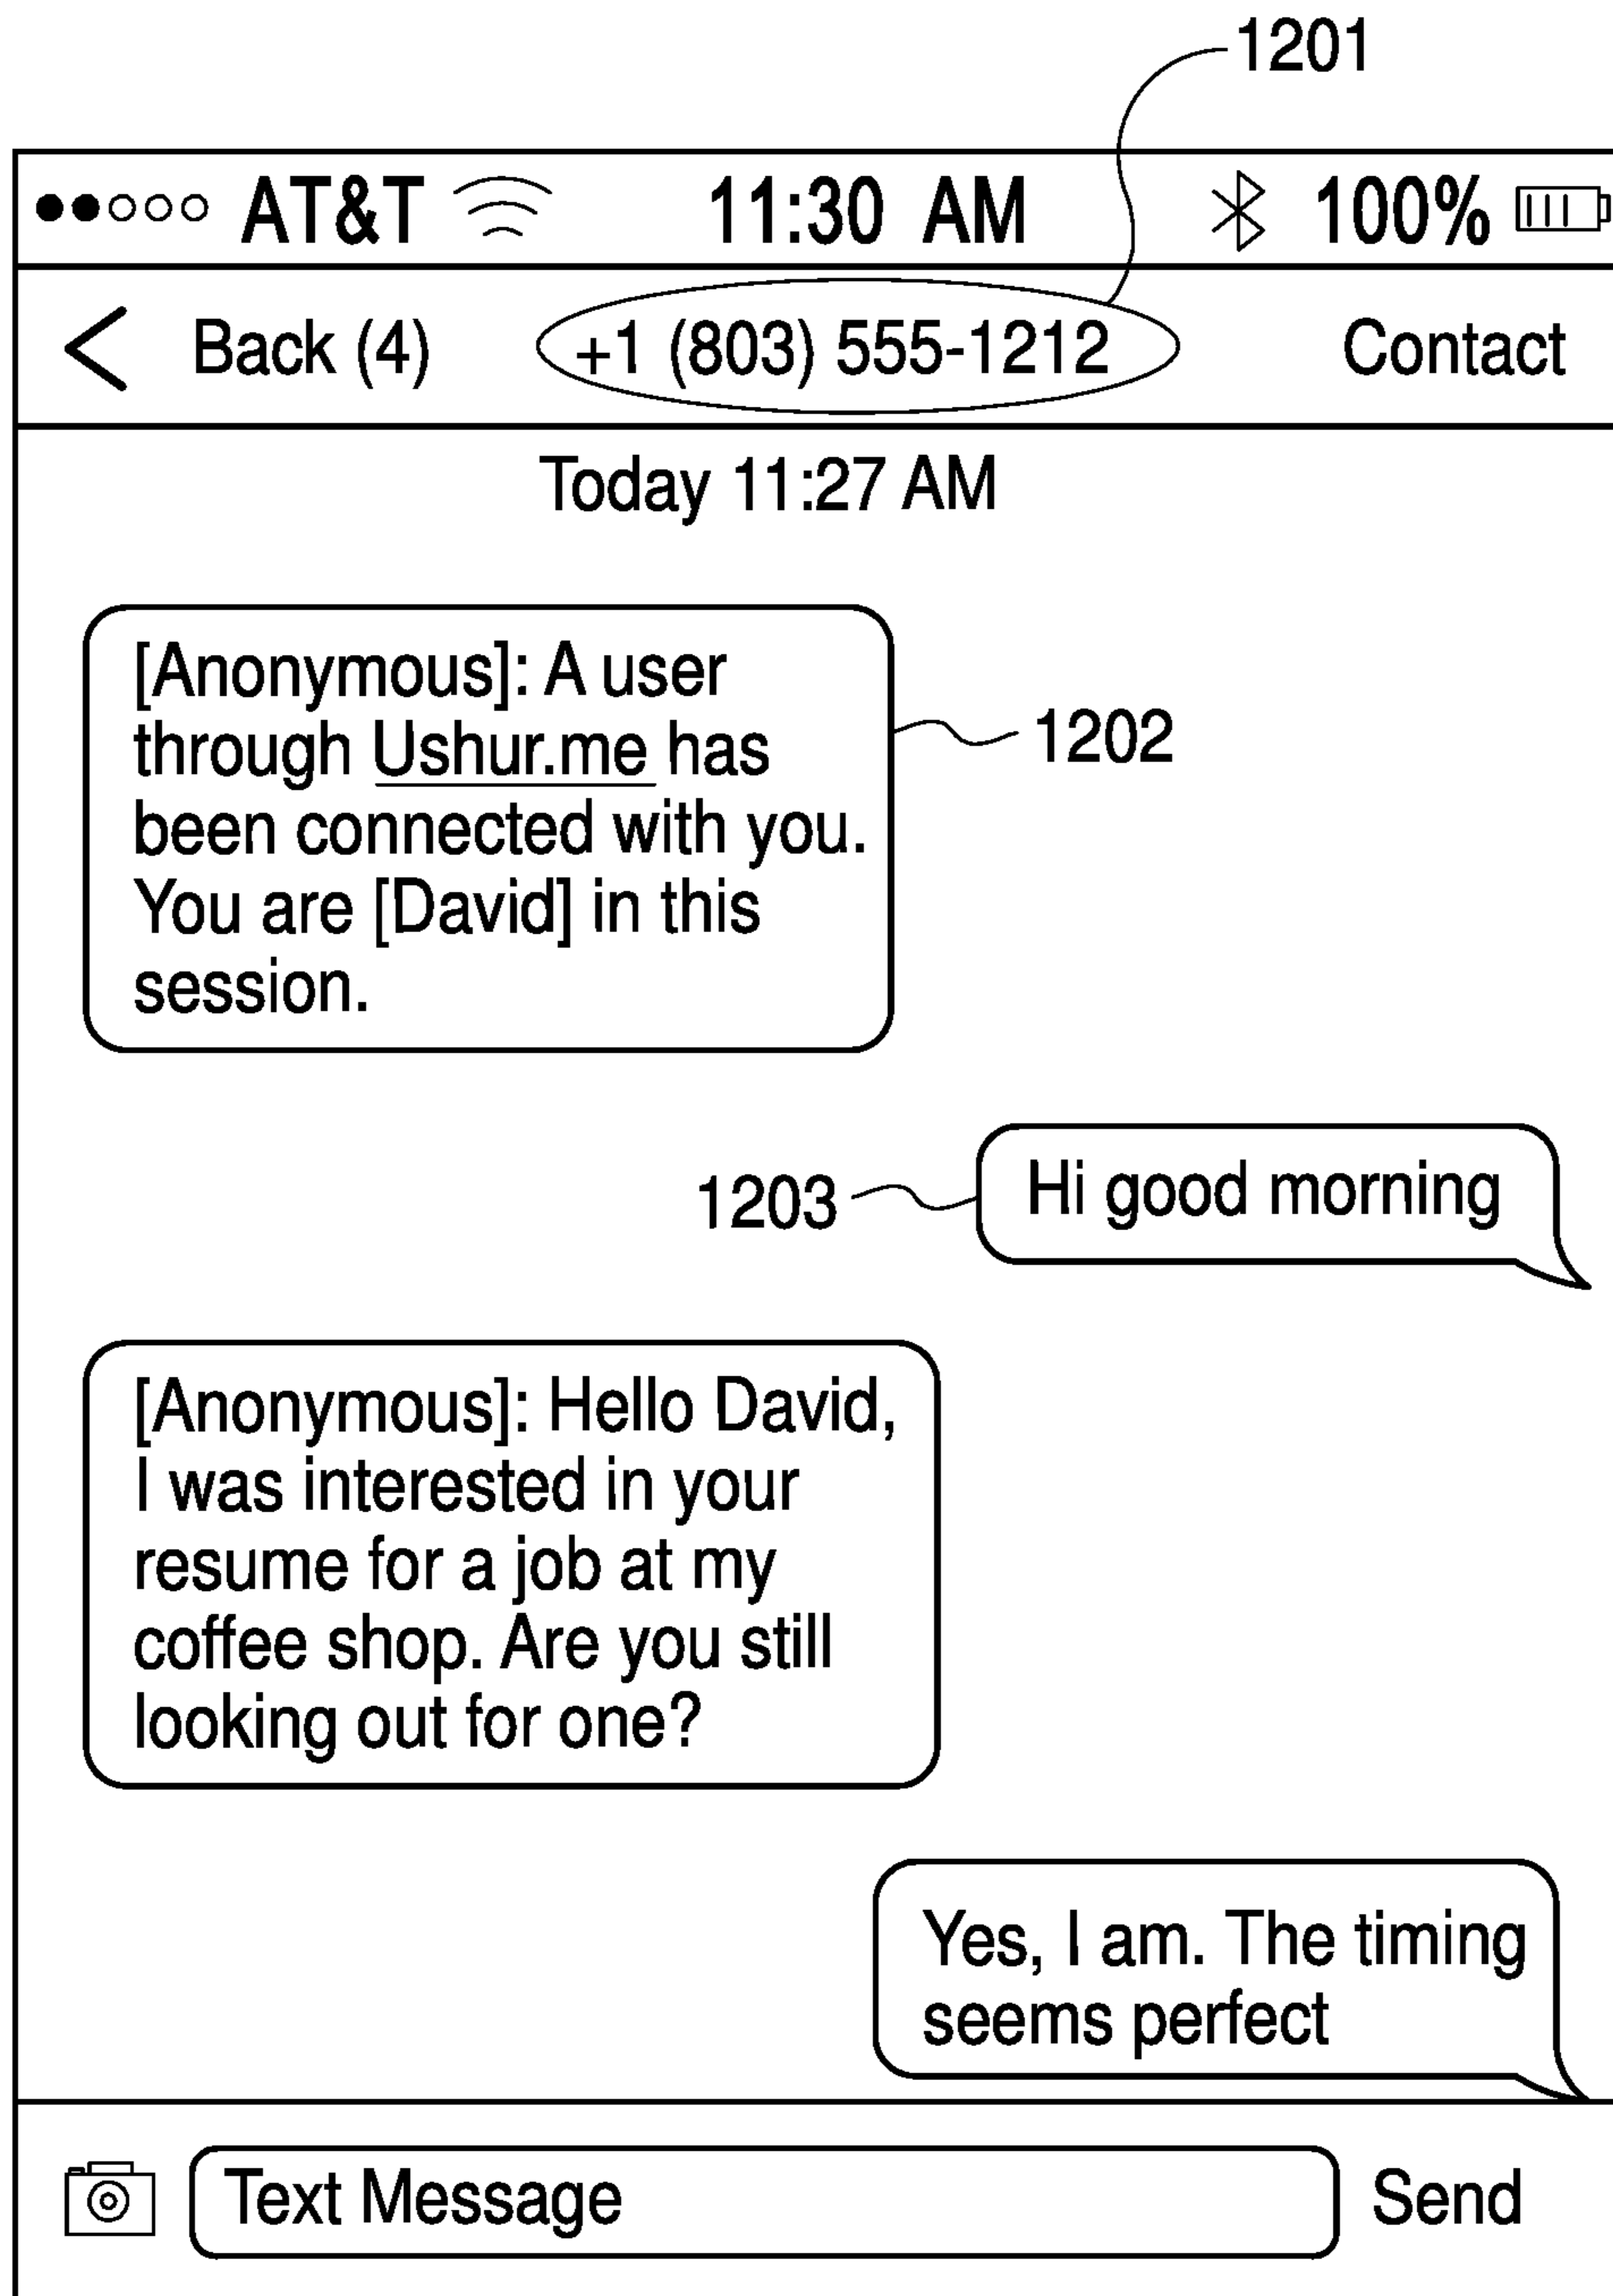 1201
AT&T 11:30 AM 100%
Back (4) +1 (803) 555-1212 Contact
Today 11:27 AM
[Anonymous]: A user
through Ushur.me has
been connected with you.
You are [David] in this
session.
1202
1203
Hi good morning
[Anonymous]: Hello David,
I was interested in your
resume for a job at my
coffee shop. Are you still
looking out for one?
Yes, I am. The timing
seems perfect
Text Message Send